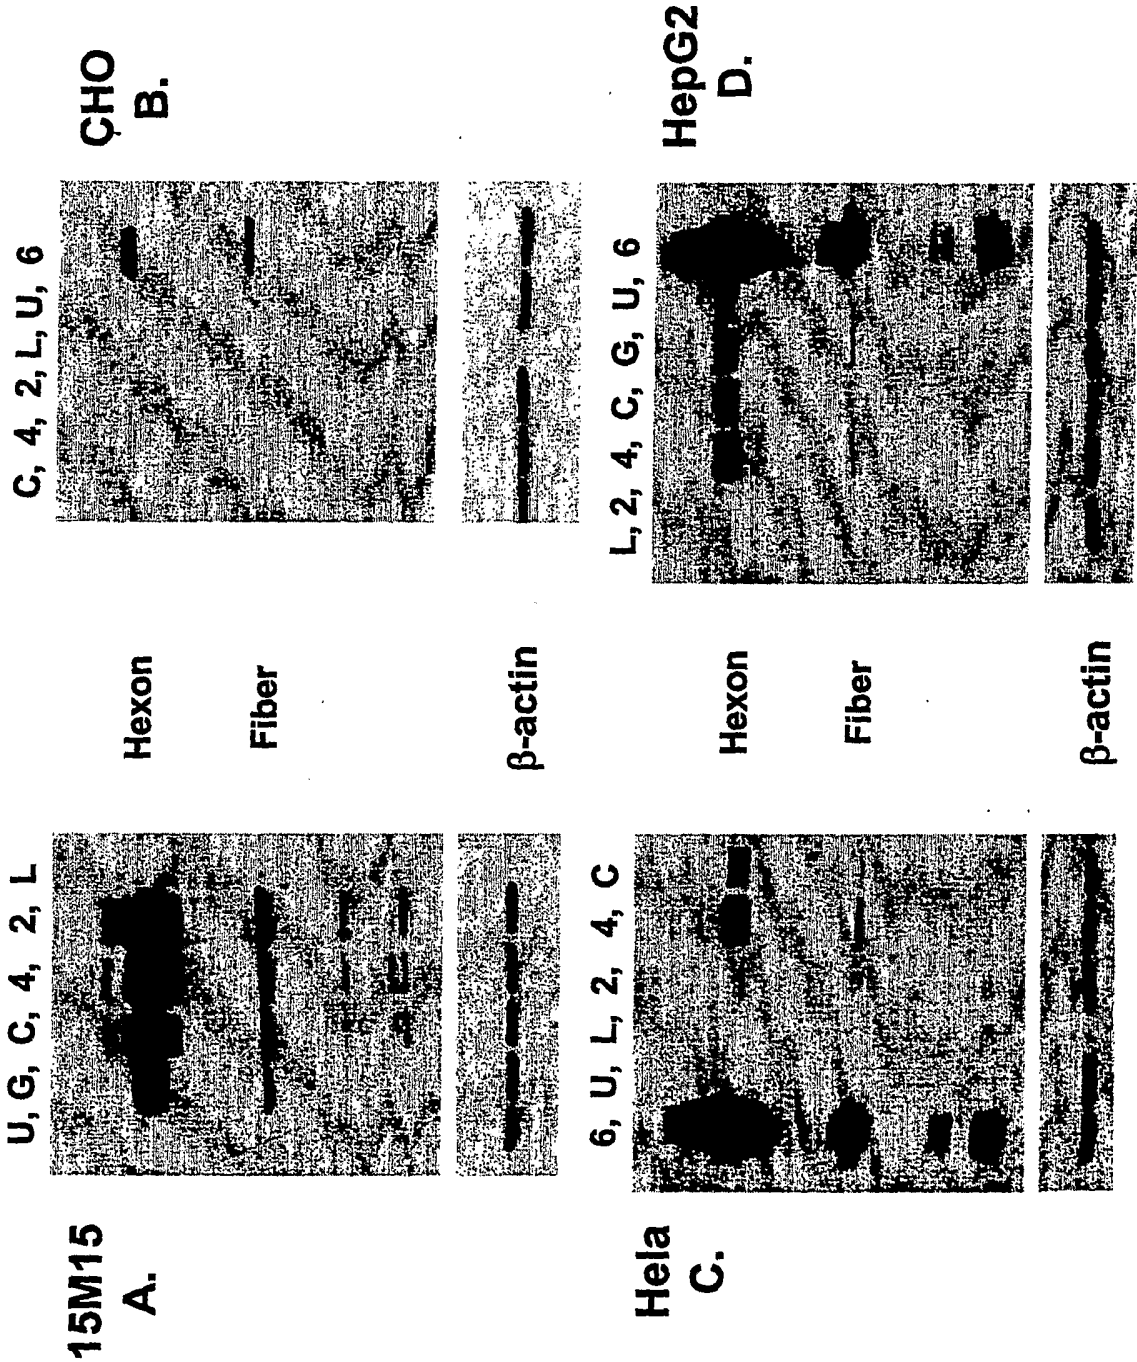 15M15
A.
U, G, C, 4, 2, L
Hexon
Fiber
β-actin
CHO
B.
C, 4, 2, L, U, 6
Hela
C.
6, U, L, 2, 4, C
Hexon
Fiber
β-actin
HepG2
D.
L, 2, 4, C, G, U, 6